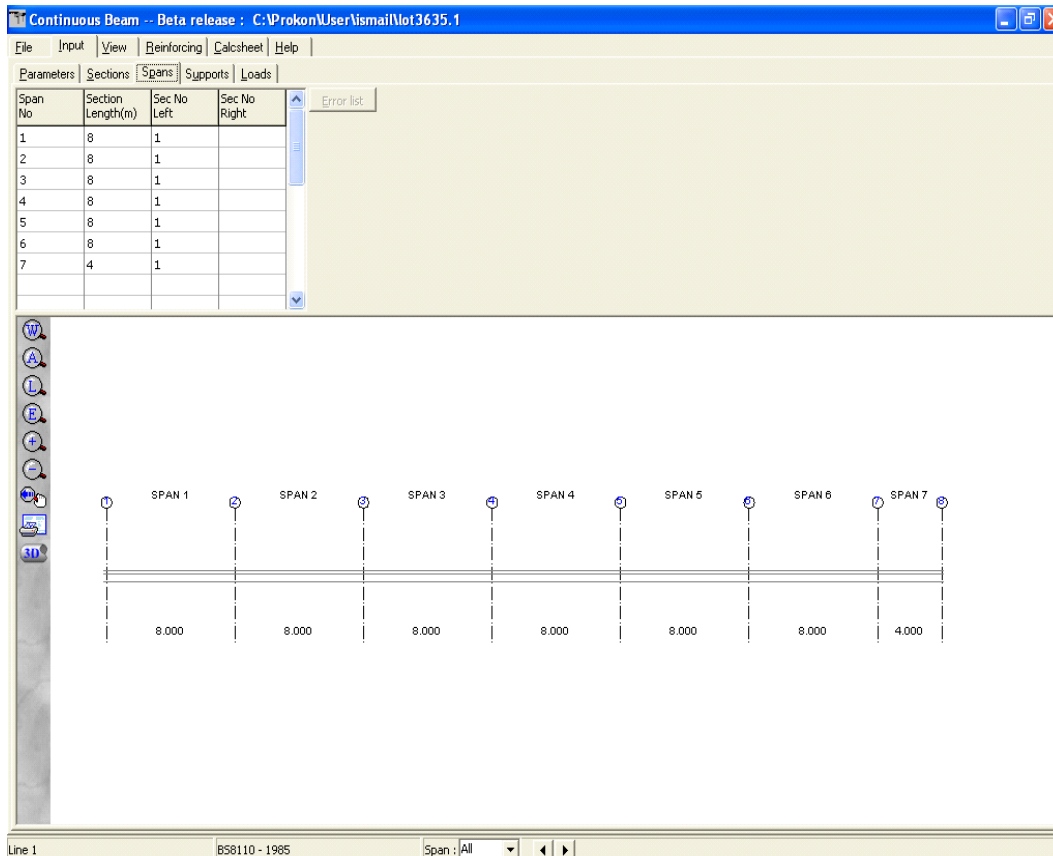 Continuous Beam -- Beta release : C:\Prokon\User\ismail\lot3635.1
File Input View Reinforcing Calcsheet Help
Parameters Sections Spans Supports Loads
Span No Section Length(m) Sec No Left Sec No Right Error list
1 8 1
2 8 1
3 8 1
4 8 1
5 8 1
6 8 1
7 4 1
W
A
L
E
+
-
3D
1 SPAN 1 2 SPAN 2 3 SPAN 3 4 SPAN 4 5 SPAN 5 6 SPAN 6 7 SPAN 7 8
8.000 8.000 8.000 8.000 8.000 8.000 4.000
Line 1 BS8110 - 1985 Span : All